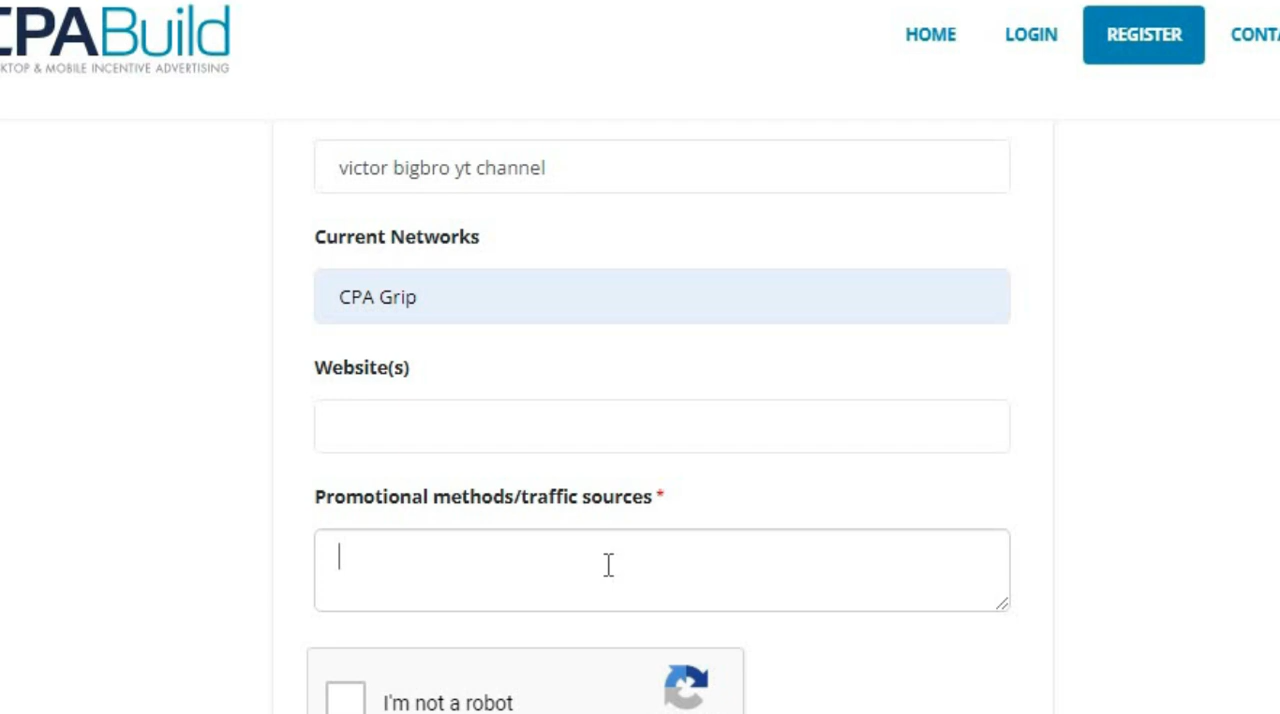 CPABuild
KTOP & MOBILE INCENTIVE ADVERTISING
HOME
LOGIN
REGISTER
CONTA
victor bigbro yt channel
Current Networks
CPA Grip
Website(s)
Promotional methods/traffic sources *
I'm not a robot